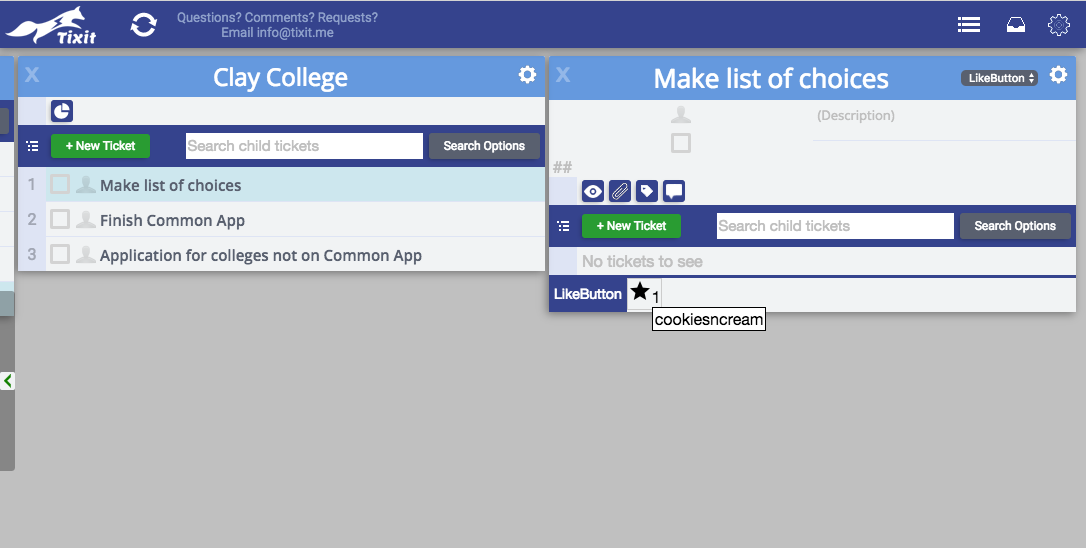 Tixit
Questions? Comments? Requests?
Email info@tixit.me
X
Clay College
+ New Ticket
Search child tickets
Search Options
1 Make list of choices
2 Finish Common App
3 Application for colleges not on Common App
X
Make list of choices
LikeButton
(Description)
##
+ New Ticket
Search child tickets
Search Options
No tickets to see
LikeButton
1
cookiesncream